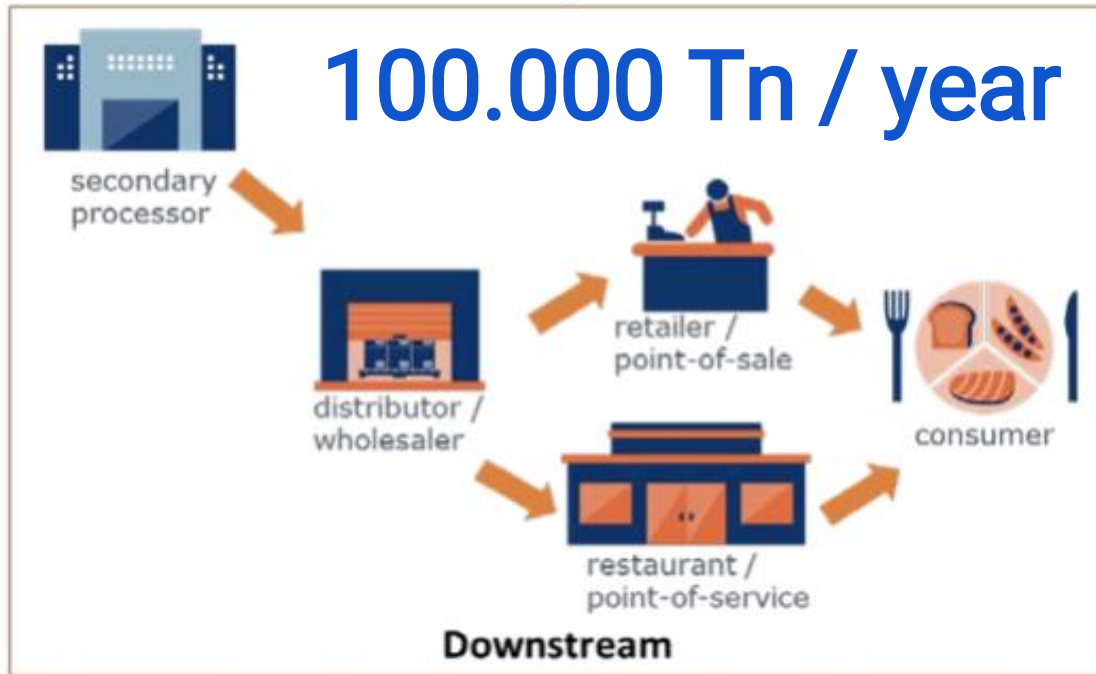 100.000 Tn / year
secondary
processor
retailer /
point-of-sale
distributor /
wholesaler
consumer
restaurant /
point-of-service
Downstream